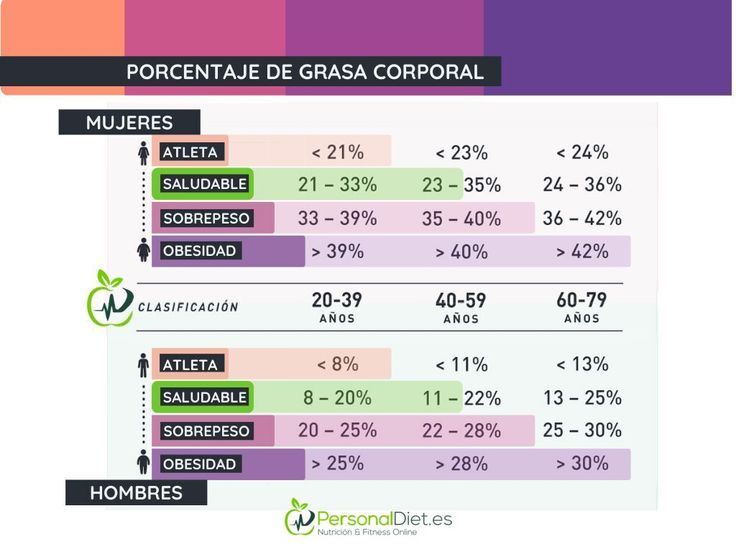 PORCENTAJE DE GRASA CORPORAL
MUJERES
ATLETA < 21% < 23% < 24%
SALUDABLE 21 – 33% 23 – 35% 24 – 36%
SOBREPESO 33 – 39% 35 – 40% 36 – 42%
OBESIDAD > 39% > 40% > 42%
CLASIFICACIÓN 20-39 AÑOS 40-59 AÑOS 60-79 AÑOS
ATLETA < 8% < 11% < 13%
SALUDABLE 8 – 20% 11 – 22% 13 – 25%
SOBREPESO 20 – 25% 22 – 28% 25 – 30%
OBESIDAD > 25% > 28% > 30%
HOMBRES
PersonalDiet.es
Nutrición & Fitness Online